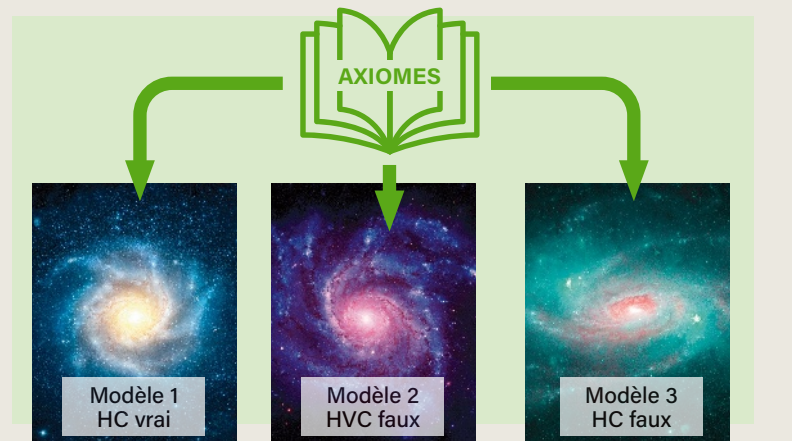 AXIOMES
Modèle 1
HC vrai
Modèle 2
HVC faux
Modèle 3
HC faux